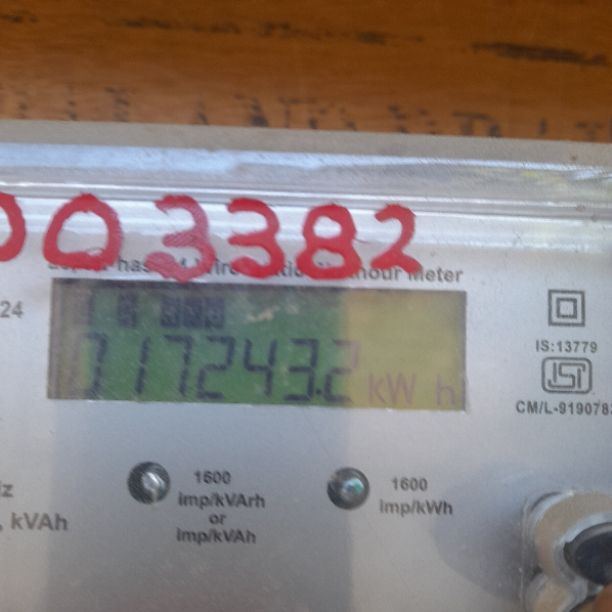 003382
Meter
24
017243.2 kWh
IS:13779
ISI
CM/L-919078
1600
imp/kVArh
or
imp/kVAh
1600
imp/kWh
, kVAh